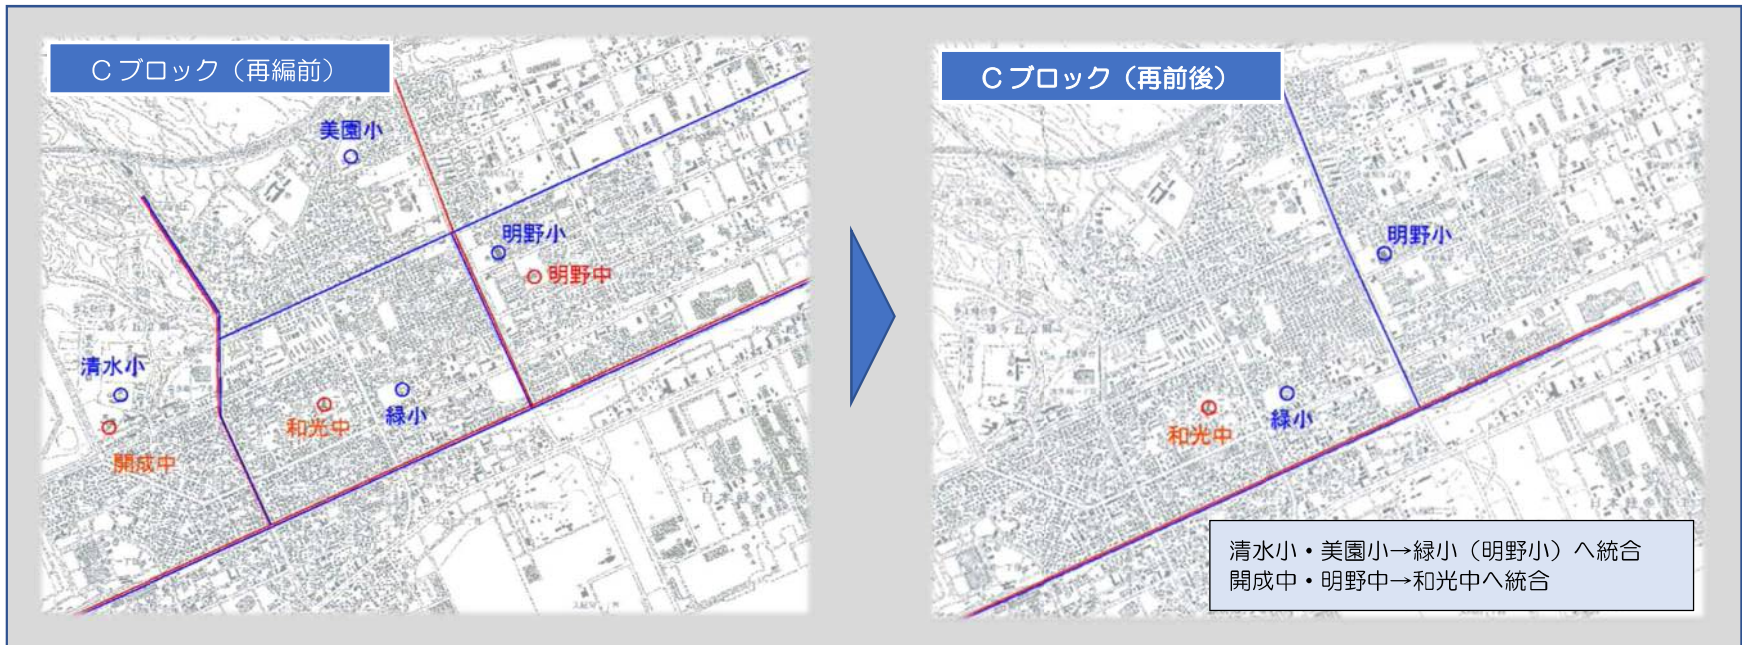 Cブロック（再編前）
美園小
明野小
明野中
清水小
開成中
和光中
緑小
Cブロック（再前後）
明野小
和光中
緑小
清水小・美園小→緑小（明野小）へ統合
開成中・明野中→和光中へ統合